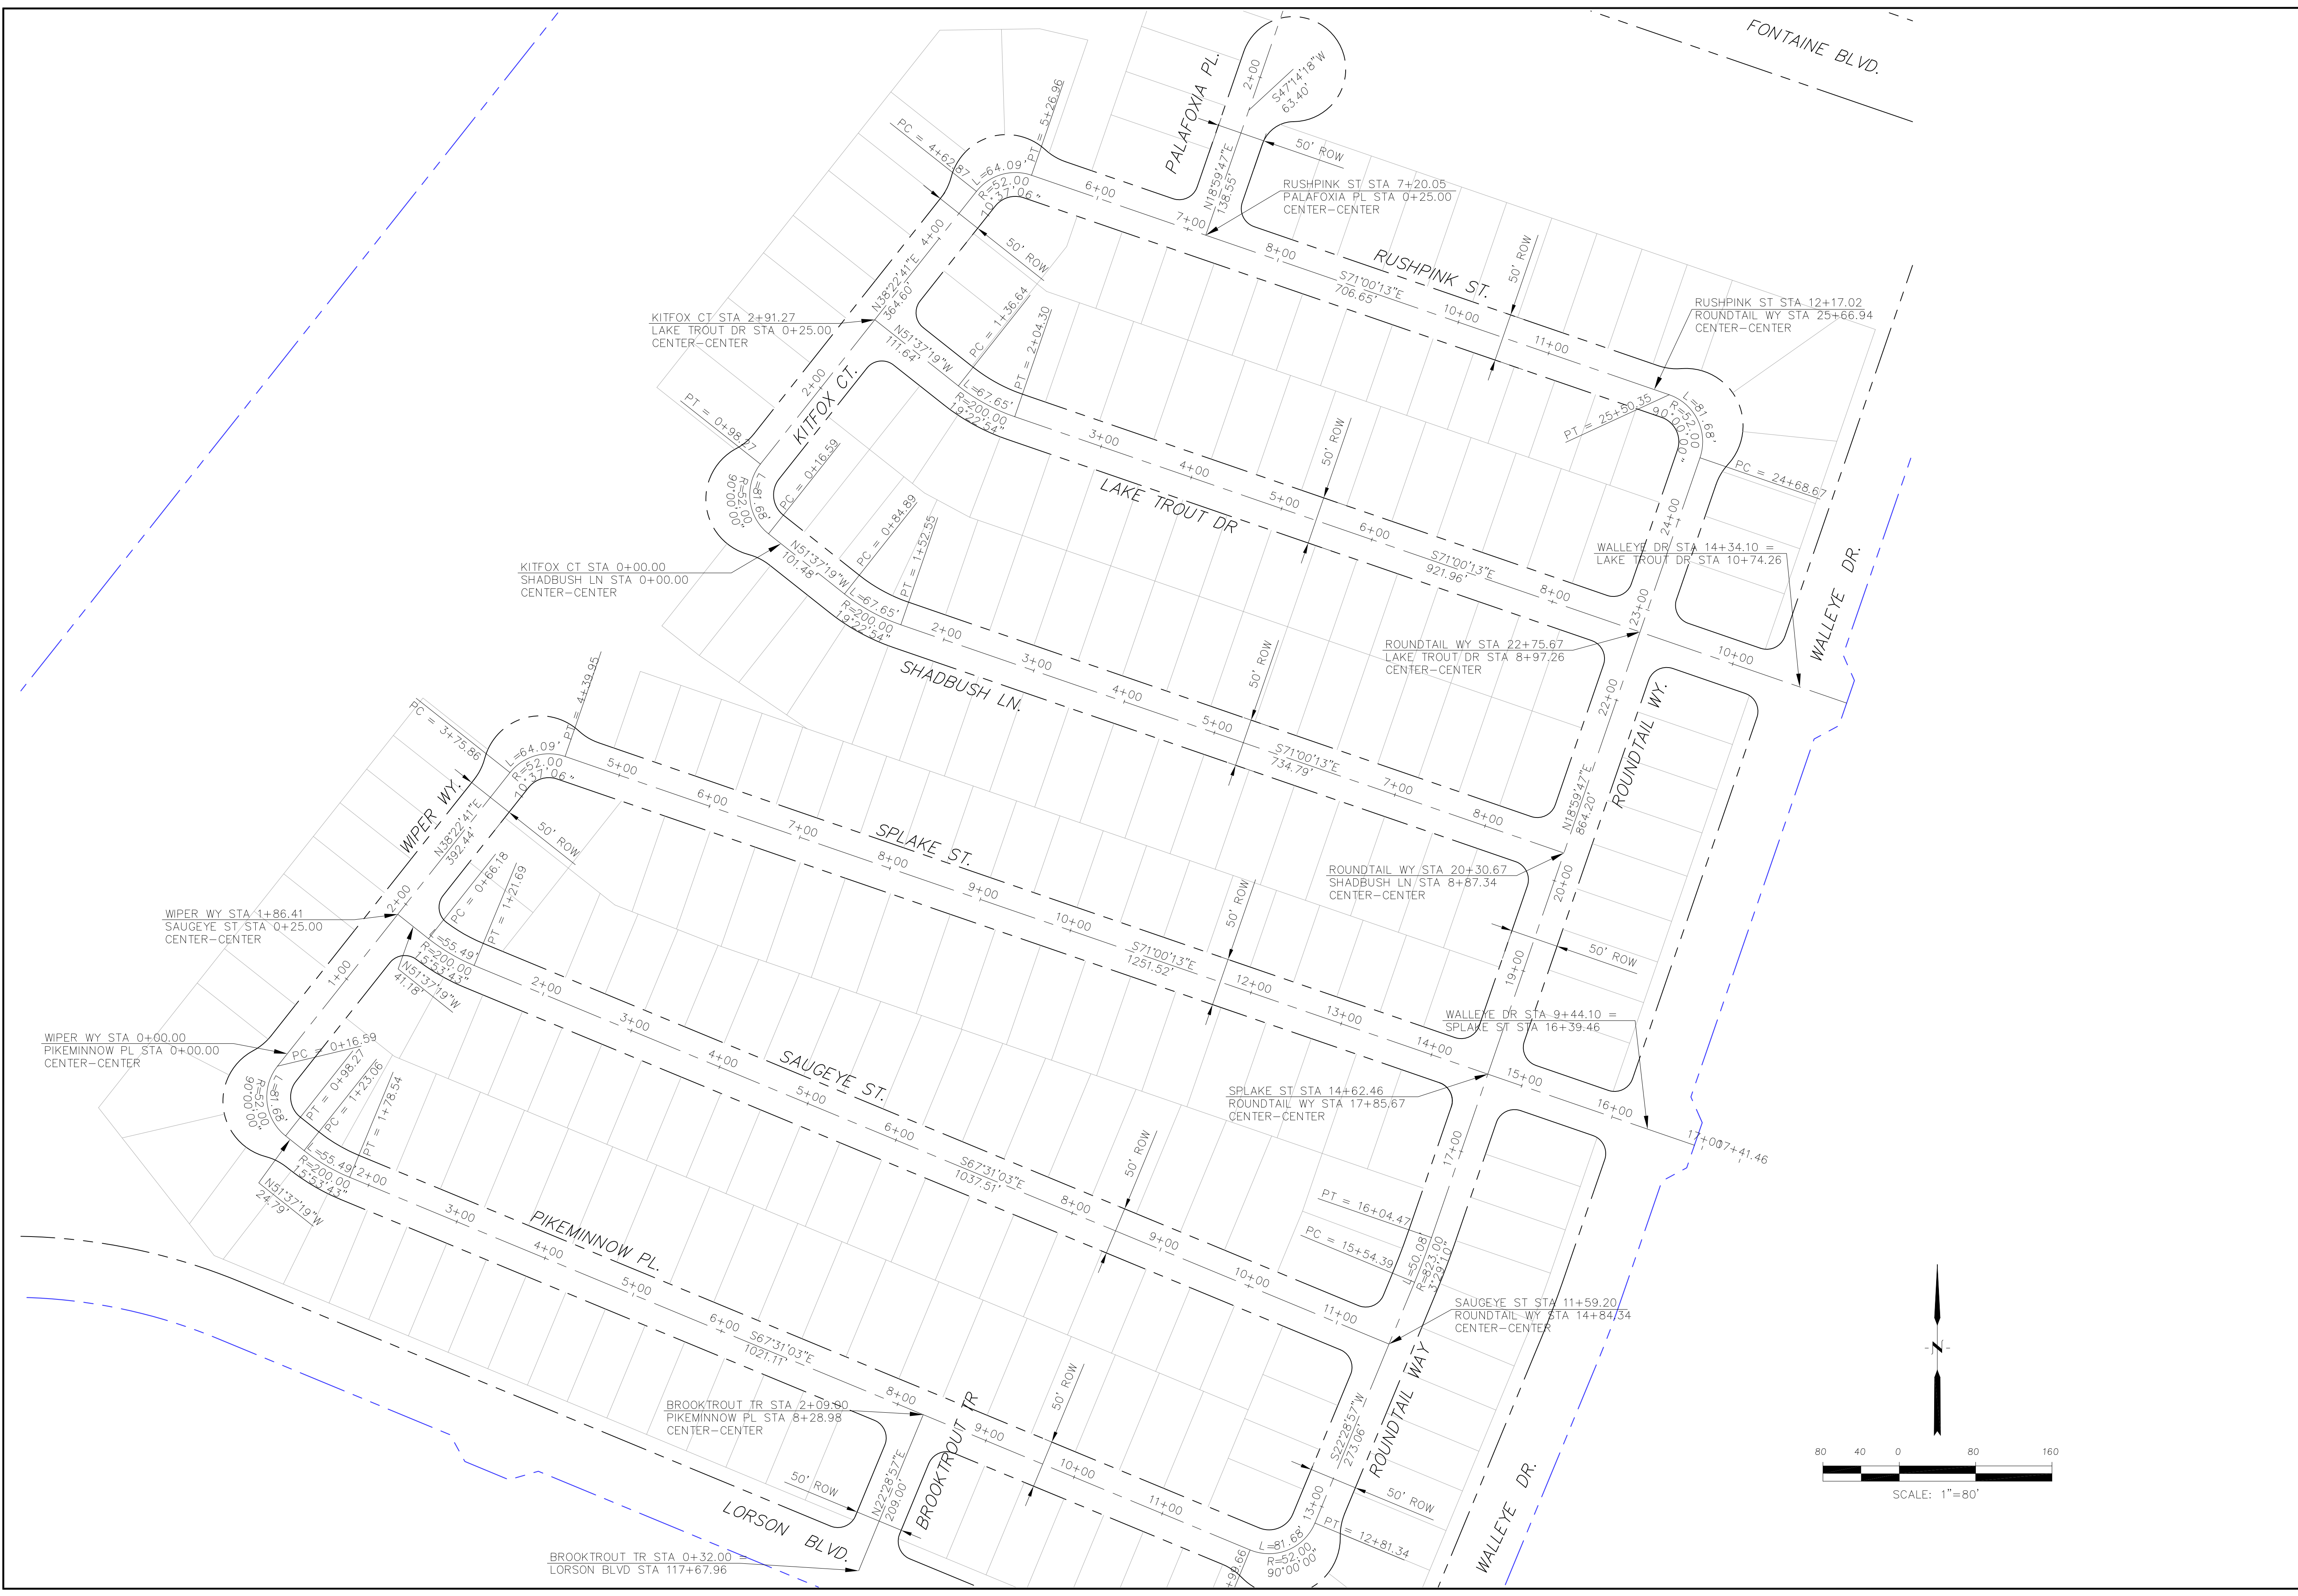 FONTAINE BLVD.
PALAFOXIA PL.
2+00
S47°14'18"W
63.40'
50' ROW
N18°59'47"E
138.55'
RUSHPINK ST STA 7+20.05
PALAFOXIA PL STA 0+25.00
CENTER-CENTER
PC = 4+62.87
L=64.09'
R=52.00
70°37'06"
PT = 5+26.96
6+00
7+00
8+00
S71°00'13"E
706.65'
RUSHPINK ST.
50' ROW
10+00
11+00
RUSHPINK ST STA 12+17.02
ROUNDTAIL WY STA 25+66.94
CENTER-CENTER
4+00
50' ROW
N38°22'41"E
364.60'
KITFOX CT STA 2+91.27
LAKE TROUT DR STA 0+25.00
CENTER-CENTER
N51°37'19"W
111.64'
PC = 1+36.64
PT = 2+04.30
2+00
KITFOX CT.
L=67.65'
R=200.00
19°22'54"
3+00
4+00
LAKE TROUT DR
5+00
50' ROW
6+00
S71°00'13"E
921.96'
8+00
PT = 25+50.35
L=81.68'
R=52.00
90°00'00"
PC = 24+68.67
24+00
WALLEYE DR STA 14+34.10 =
LAKE TROUT DR STA 10+74.26
WALLEYE DR.
23+00
10+00
ROUNDTAIL WY STA 22+75.67
LAKE TROUT DR STA 8+97.26
CENTER-CENTER
PT = 0+98.27
L=81.68'
R=52.00
90°00'00"
PC = 0+16.59
KITFOX CT STA 0+00.00
SHADBUSH LN STA 0+00.00
CENTER-CENTER
N51°37'19"W
101.48'
PC = 0+84.89
PT = 1+52.55
L=67.65'
R=200.00
19°22'54"
2+00
3+00
SHADBUSH LN.
4+00
5+00
50' ROW
S71°00'13"E
734.79'
7+00
8+00
22+00
ROUNDTAIL WY.
N18°59'47"E
864.20'
ROUNDTAIL WY STA 20+30.67
SHADBUSH LN STA 8+87.34
CENTER-CENTER
20+00
50' ROW
19+00
PC = 3+75.86
L=64.09'
R=52.00
70°37'06"
PT = 4+39.95
5+00
6+00
7+00
SPLAKE ST.
8+00
9+00
10+00
50' ROW
S71°00'13"E
1251.52'
12+00
13+00
14+00
WALLEYE DR STA 9+44.10 =
SPLAKE ST STA 16+39.46
15+00
16+00
17+00
17+41.46
SPLAKE ST STA 14+62.46
ROUNDTAIL WY STA 17+85.67
CENTER-CENTER
WIPER WY.
N38°22'41"E
392.44'
50' ROW
PC = 0+66.18
PT = 1+21.69
2+00
WIPER WY STA 1+86.41
SAUGEYE ST STA 0+25.00
CENTER-CENTER
L=55.49'
R=200.00
15°53'43"
N51°37'19"W
41.18'
1+00
2+00
3+00
4+00
SAUGEYE ST.
5+00
6+00
S67°31'03"E
1037.51'
50' ROW
8+00
9+00
10+00
11+00
17+00
PT = 16+04.47
PC = 15+54.39
L=50.08'
R=823.00
3°29'10"
SAUGEYE ST STA 11+59.20
ROUNDTAIL WY STA 14+84.34
CENTER-CENTER
WIPER WY STA 0+00.00
PIKEMINNOW PL STA 0+00.00
CENTER-CENTER
PC = 0+16.59
L=81.68'
R=52.00
90°00'00"
PT = 0+98.27
PC = 1+23.06
PT = 1+78.54
L=55.49'
R=200.00
15°53'43"
N51°37'19"W
24.79'
2+00
3+00
PIKEMINNOW PL.
4+00
5+00
6+00
S67°31'03"E
1021.11'
8+00
BROOKTROUT TR STA 2+09.00
PIKEMINNOW PL STA 8+28.98
CENTER-CENTER
9+00
50' ROW
10+00
11+00
BROOKTROUT TR
N22°28'57"E
209.00'
50' ROW
LORSON BLVD.
BROOKTROUT TR STA 0+32.00 =
LORSON BLVD STA 117+67.96
S22°28'57"W
273.06'
ROUNDTAIL WAY
50' ROW
13+00
PT = 12+81.34
L=81.68'
R=52.00
90°00'00"
+99.66
WALLEYE DR.
N
80 40 0 80 160
SCALE: 1"=80'